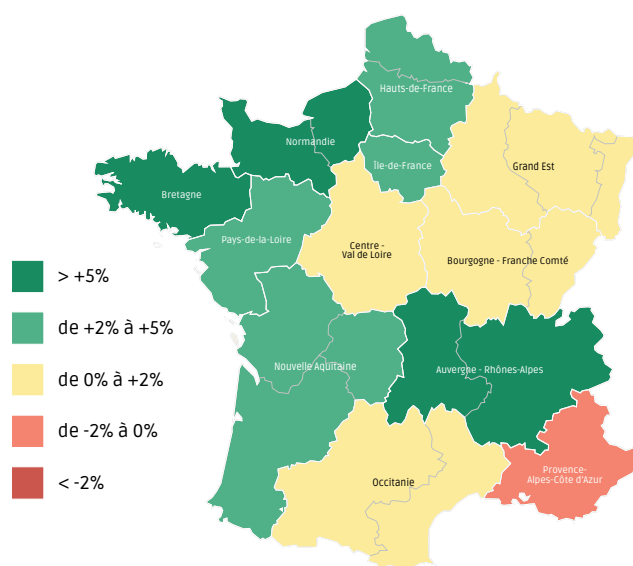 Hauts-de-France
Normandie
Île-de-France
Grand Est
Bretagne
Pays-de-la-Loire
Centre -
Val de Loire
Bourgogne - Franche Comté
> +5%
de +2% à +5%
Nouvelle Aquitaine
Auvergne - Rhônes-Alpes
de 0% à +2%
de -2% à 0%
< -2%
Occitanie
Provence-
Alpes-Côte d'Azur